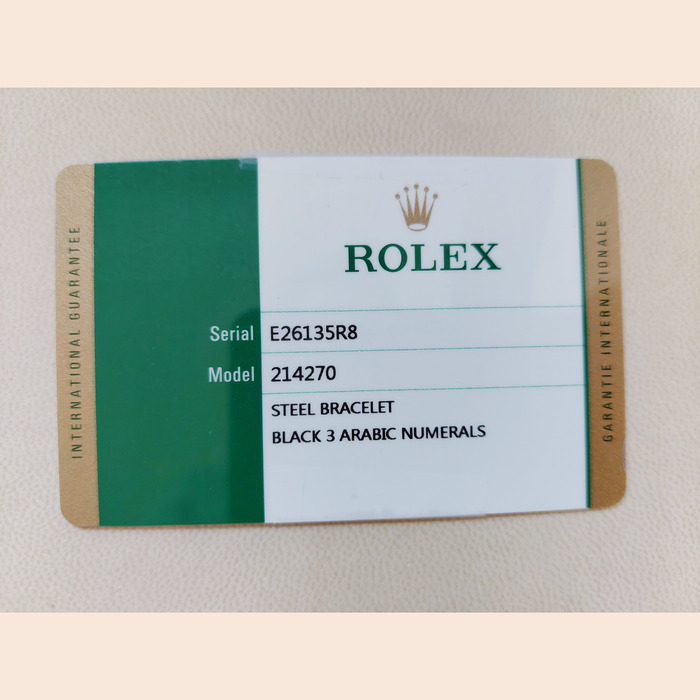 INTERNATIONAL GUARANTEE
ROLEX
Serial E26135R8
Model 214270
STEEL BRACELET
BLACK 3 ARABIC NUMERALS
GARANTIE INTERNATIONALE